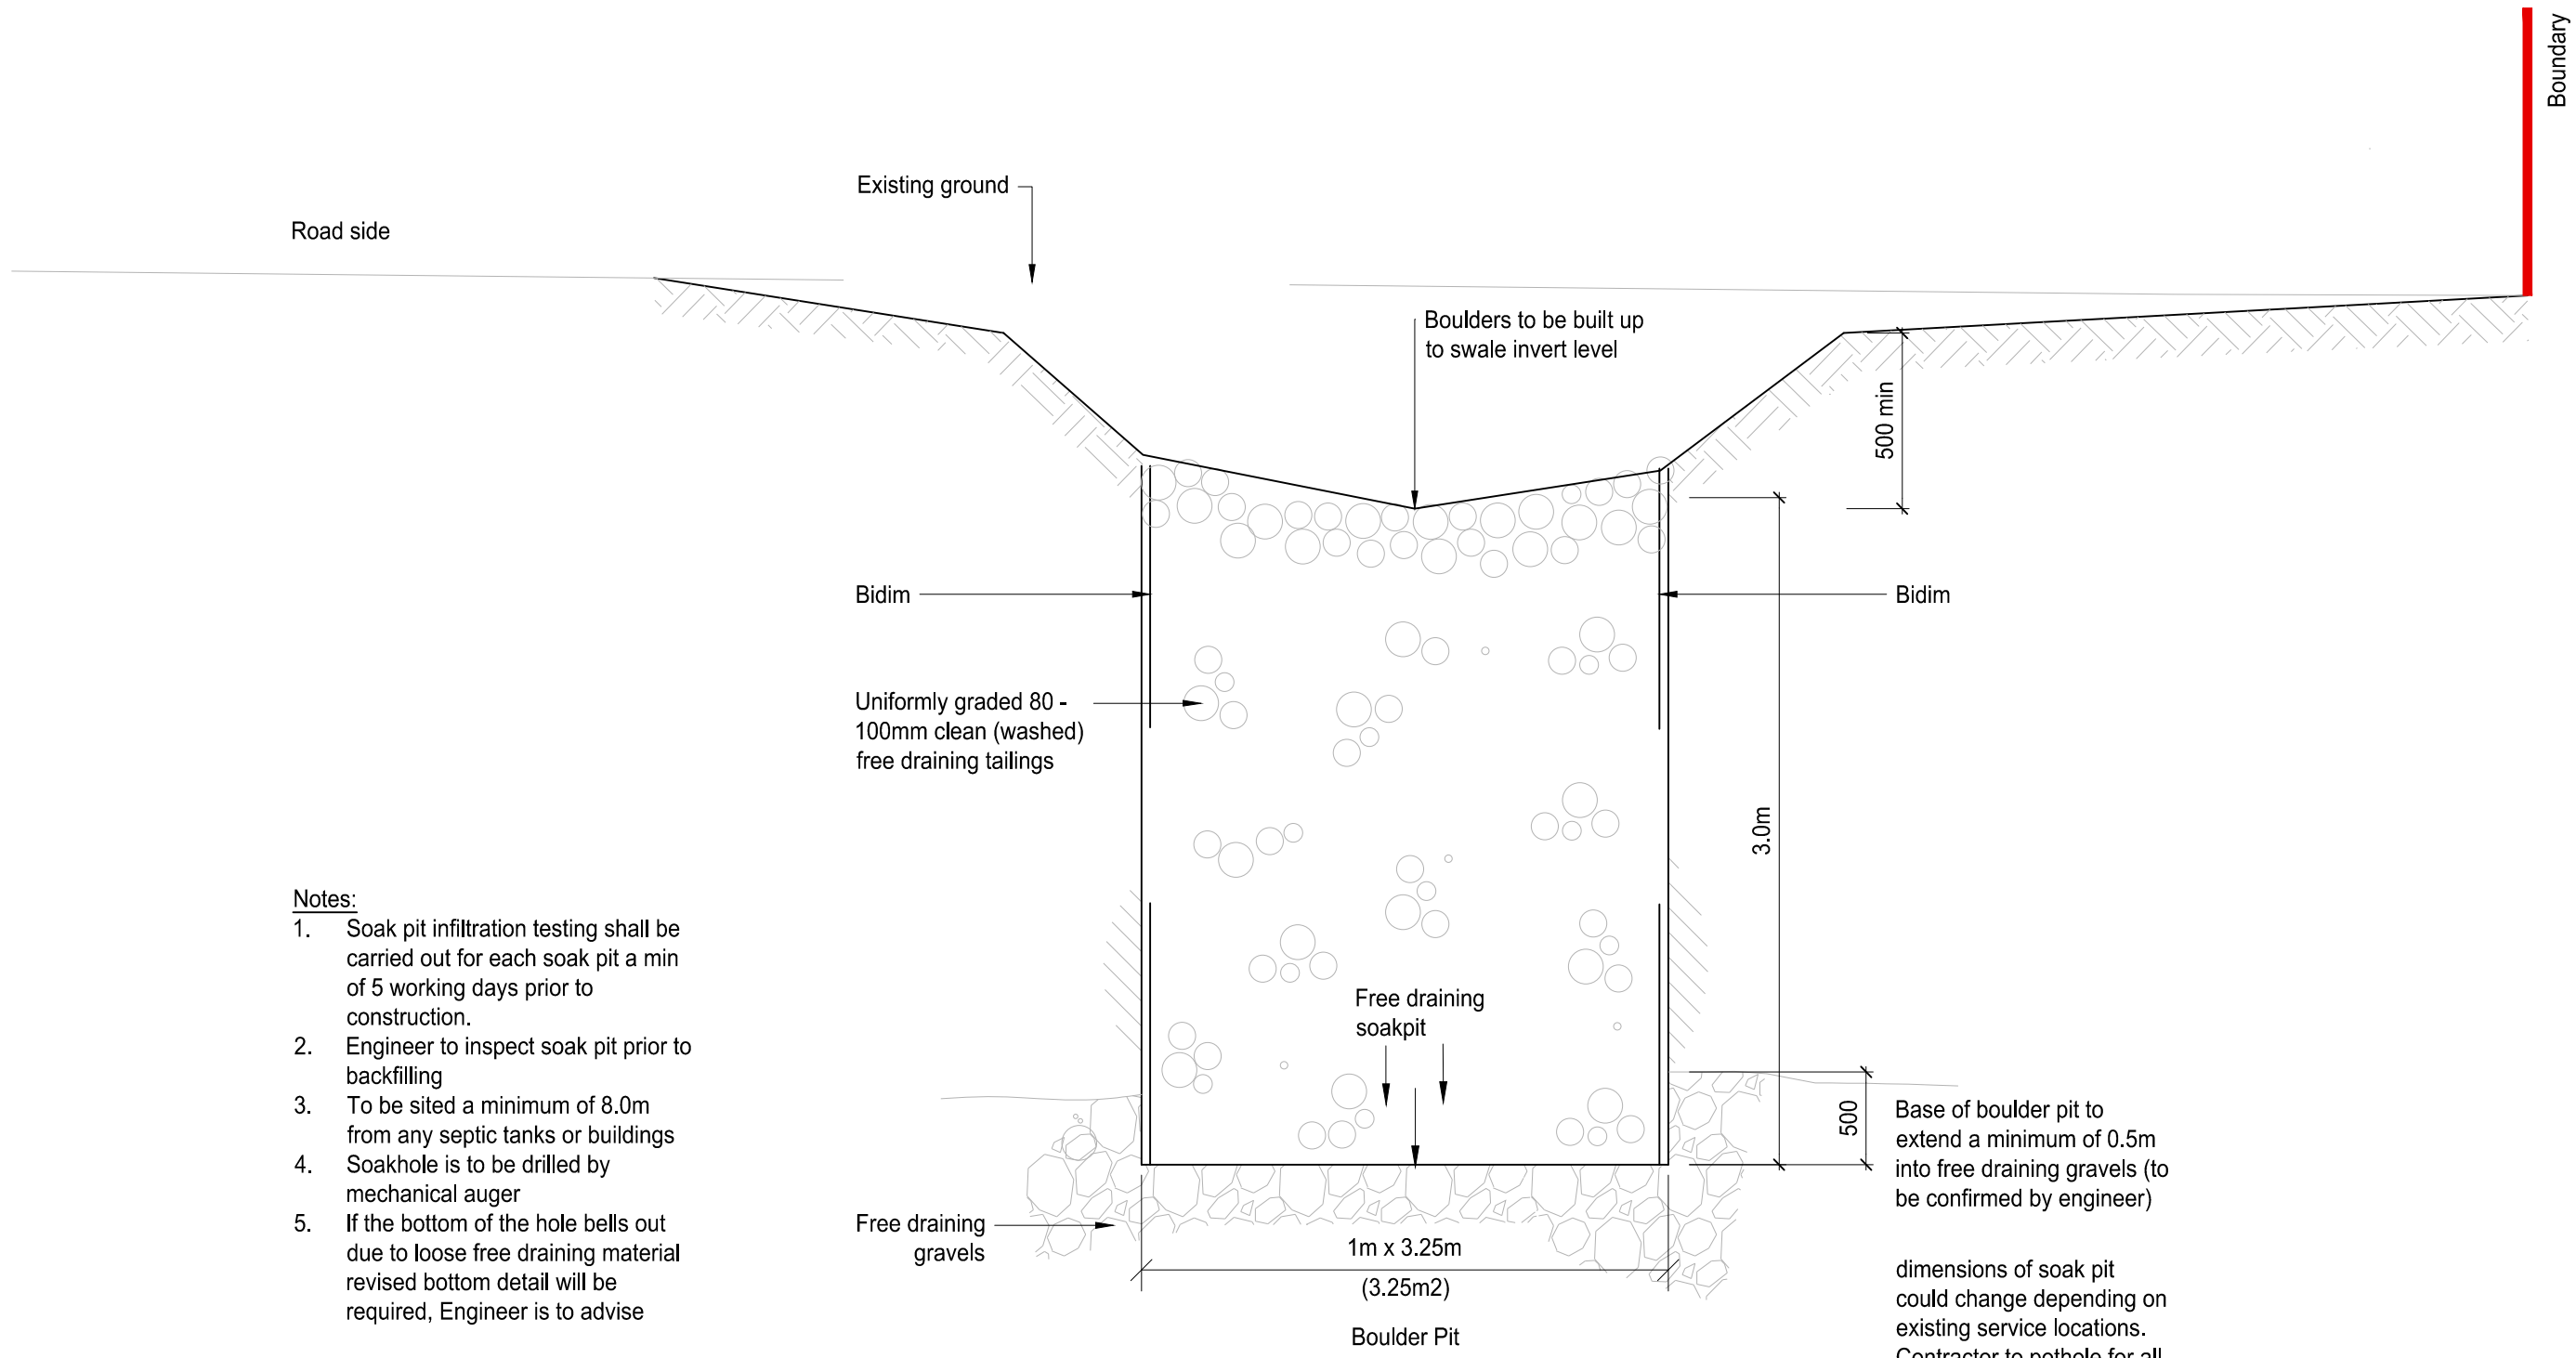 Boundary
Existing ground
Road side
Boulders to be built up
to swale invert level
500 min
Bidim
Bidim
Uniformly graded 80 -
100mm clean (washed)
free draining tailings
3.0m
Notes:
1. Soak pit infiltration testing shall be
carried out for each soak pit a min
of 5 working days prior to
construction.
2. Engineer to inspect soak pit prior to
backfilling
3. To be sited a minimum of 8.0m
from any septic tanks or buildings
4. Soakhole is to be drilled by
mechanical auger
5. If the bottom of the hole bells out
due to loose free draining material
revised bottom detail will be
required, Engineer is to advise
Free draining
soakpit
500
Base of boulder pit to
extend a minimum of 0.5m
into free draining gravels (to
be confirmed by engineer)
Free draining
gravels
1m x 3.25m
(3.25m2)
Boulder Pit
dimensions of soak pit
could change depending on
existing service locations.
Contractor to pothole for all